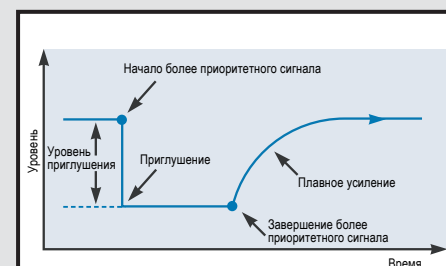 Начало более приоритетного сигнала
Уровень
Уровень
приглушения
Приглушение
Плавное усиление
Завершение более
приоритетного сигнала
Время